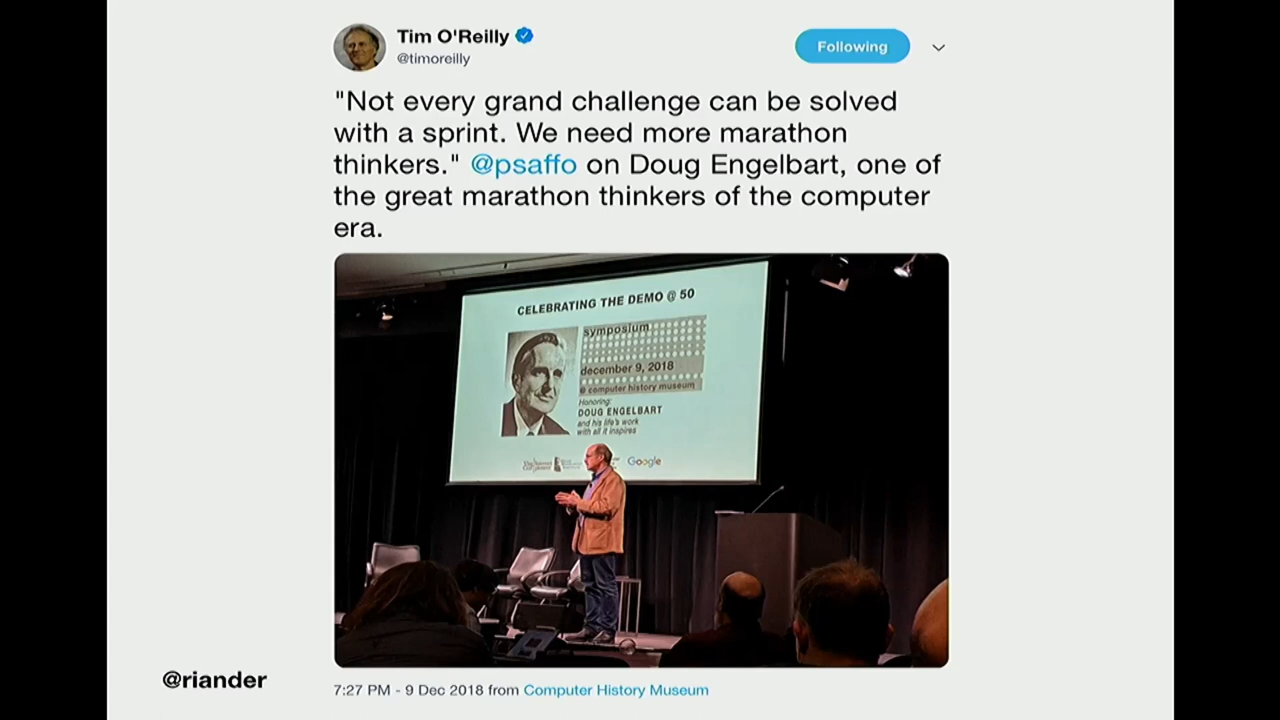 Tim O'Reilly
@timoreilly
Following
"Not every grand challenge can be solved
with a sprint. We need more marathon
thinkers." @psaffo on Doug Engelbart, one of
the great marathon thinkers of the computer
era.
CELEBRATING THE DEMO @ 50
symposium
december 9, 2018
@ computer history museum
Honoring:
DOUG ENGELBART
and his life's work
with all it inspires
Google
@riander
7:27 PM - 9 Dec 2018 from Computer History Museum